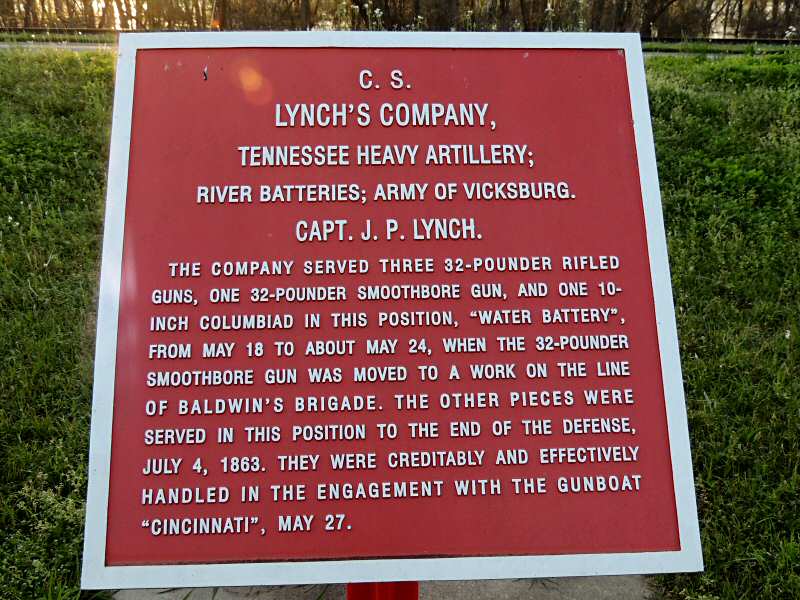 C. S.
LYNCH'S COMPANY,
TENNESSEE HEAVY ARTILLERY;
RIVER BATTERIES; ARMY OF VICKSBURG.
CAPT. J. P. LYNCH.
THE COMPANY SERVED THREE 32-POUNDER RIFLED
GUNS, ONE 32-POUNDER SMOOTHBORE GUN, AND ONE 10-
INCH COLUMBIAD IN THIS POSITION, "WATER BATTERY",
FROM MAY 18 TO ABOUT MAY 24, WHEN THE 32-POUNDER
SMOOTHBORE GUN WAS MOVED TO A WORK ON THE LINE
OF BALDWIN'S BRIGADE. THE OTHER PIECES WERE
SERVED IN THIS POSITION TO THE END OF THE DEFENSE,
JULY 4, 1863. THEY WERE CREDITABLY AND EFFECTIVELY
HANDLED IN THE ENGAGEMENT WITH THE GUNBOAT
"CINCINNATI", MAY 27.